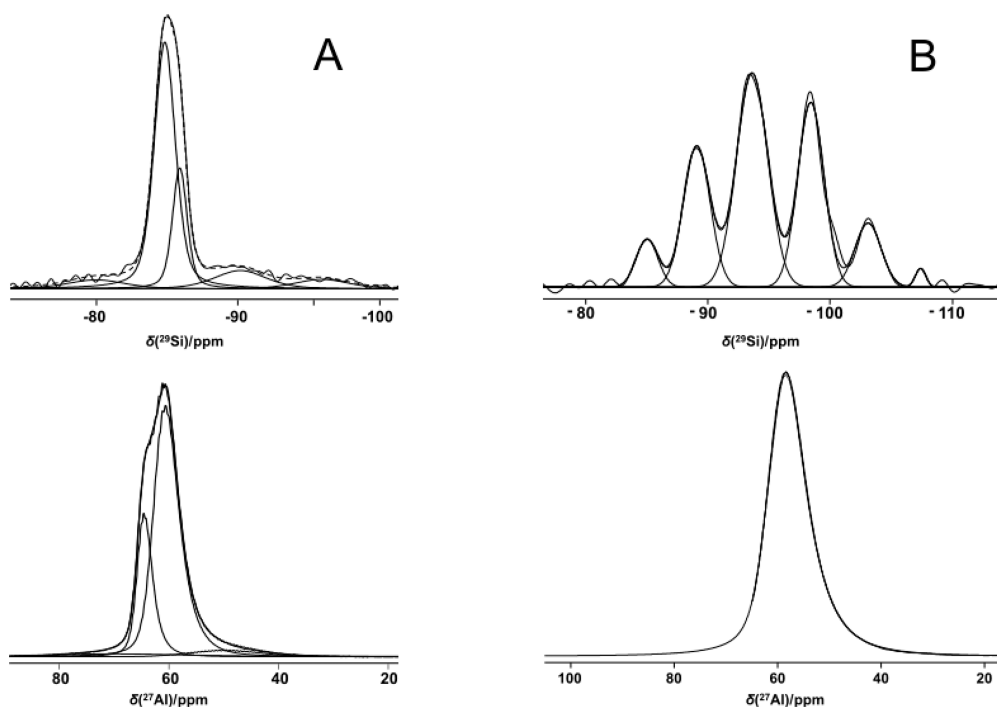 A
B
-80 -90 -100
δ(²⁹Si)/ppm
- 80 - 90 - 100 - 110
δ(²⁹Si)/ppm
80 60 40 20
δ(²⁷Al)/ppm
100 80 60 40 20
δ(²⁷Al)/ppm